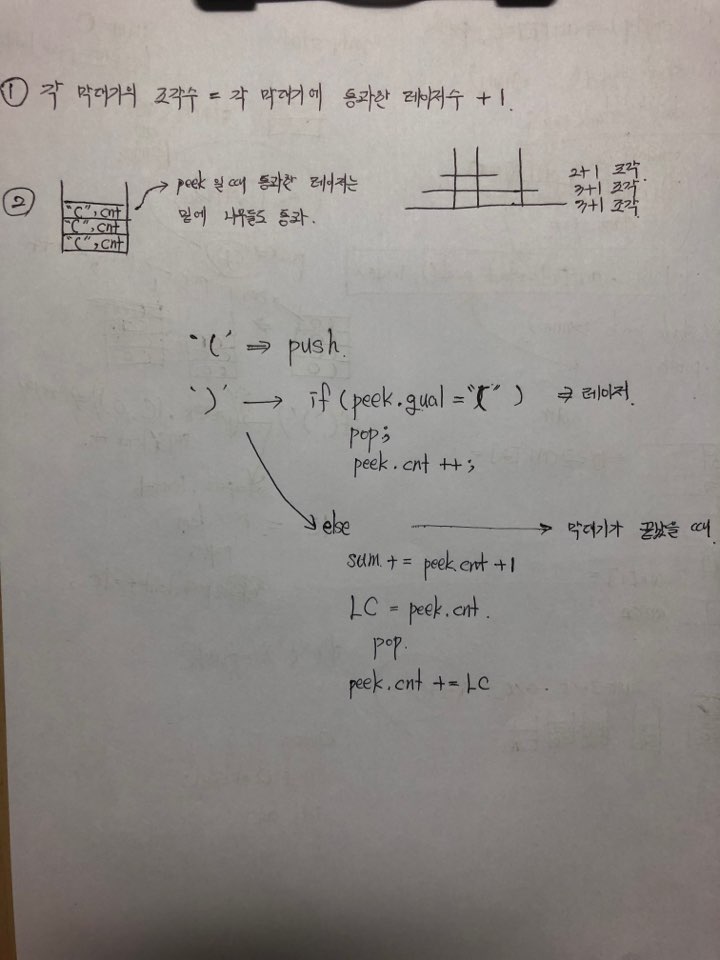 ① 각 막대기의 조각수 = 각 막대기에 통과한 레이저수 +1.
②
"(", cnt
"(", cnt
"(", cnt
peek 일 때 통과한 레이저는
밑에 나무들도 통과.
2+1 조각.
3+1 조각
3+1 조각
'(' ⇒ push.
')' → if (peek.qual = "(" ) ⇒ 레이저.
pop;
peek.cnt ++;
else → 막대기가 끝났을 때.
sum += peek.cnt +1
LC = peek.cnt.
pop.
peek.cnt += LC